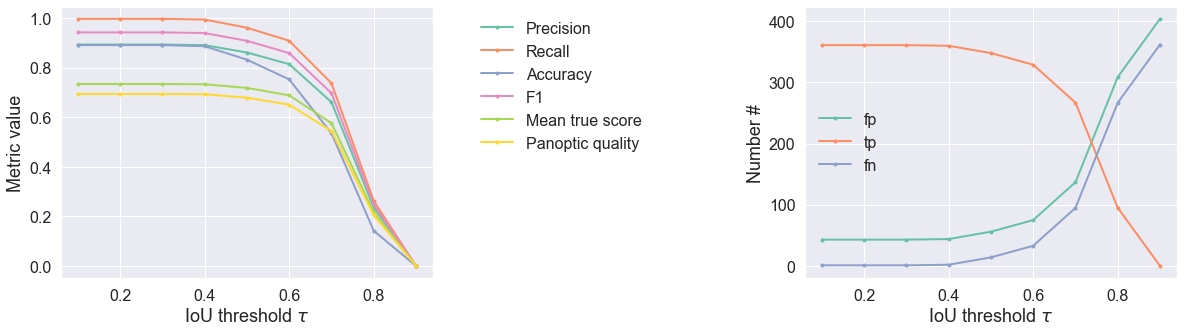 1.0
0.8
0.6
0.4
0.2
0.0
Metric value
0.2 0.4 0.6 0.8
IoU threshold τ
Precision
Recall
Accuracy
F1
Mean true score
Panoptic quality
400
300
200
100
0
Number #
fp
tp
fn
0.2 0.4 0.6 0.8
IoU threshold τ